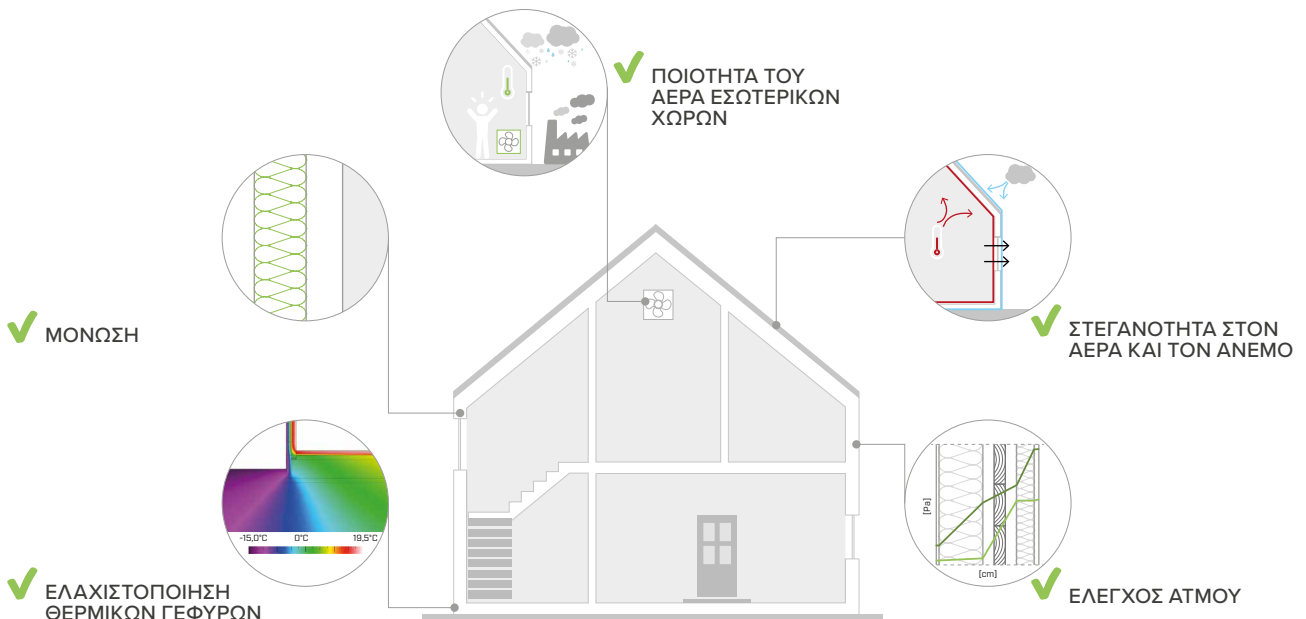 ΠΟΙΟΤΗΤΑ ΤΟΥ
ΑΕΡΑ ΕΣΩΤΕΡΙΚΩΝ
ΧΩΡΩΝ
ΜΟΝΩΣΗ
ΣΤΕΓΑΝΟΤΗΤΑ ΣΤΟΝ
ΑΕΡΑ ΚΑΙ ΤΟΝ ΑΝΕΜΟ
-15,0°C 0°C 19,5°C
ΕΛΑΧΙΣΤΟΠΟΙΗΣΗ
ΘΕΡΜΙΚΩΝ ΓΕΦΥΡΩΝ
[Pa]
[cm]
ΕΛΕΓΧΟΣ ΑΤΜΟΥ